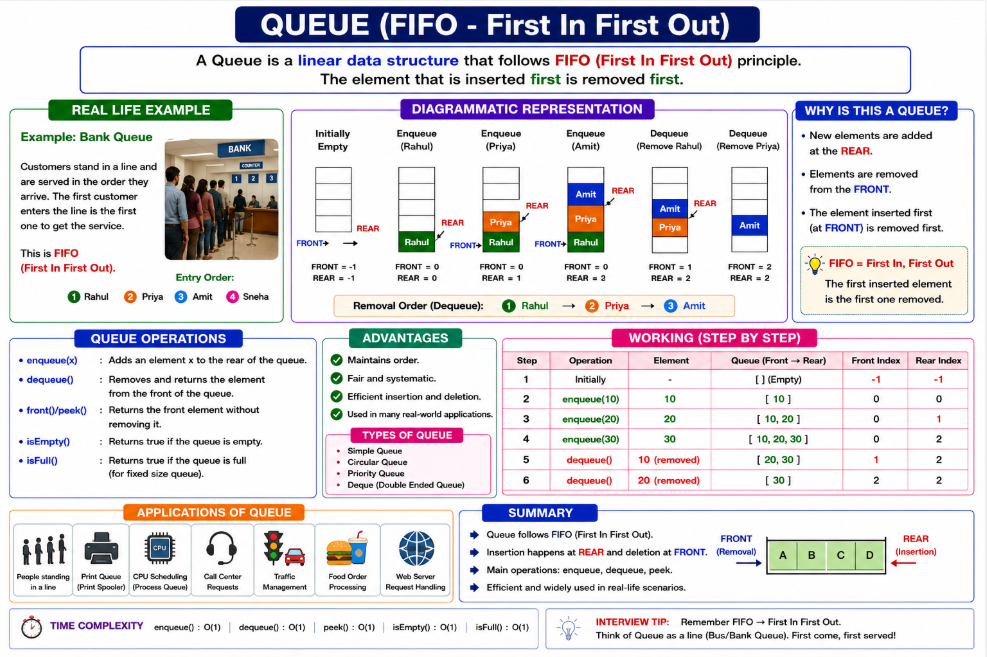 QUEUE (FIFO - First In First Out)
A Queue is a linear data structure that follows FIFO (First In First Out) principle.
The element that is inserted first is removed first.
REAL LIFE EXAMPLE
Example: Bank Queue
Customers stand in a line and
are served in the order they
arrive. The first customer
enters the line is the first
one to get the service.
This is FIFO
(First In First Out).
BANK
COUNTER
1 2 3
Entry Order:
1 Rahul 2 Priya 3 Amit 4 Sneha
DIAGRAMMATIC REPRESENTATION
Initially
Empty
FRONT
REAR
FRONT = -1
REAR = -1
Enqueue
(Rahul)
REAR
Rahul
FRONT = 0
REAR = 0
Enqueue
(Priya)
REAR
Priya
FRONT
Rahul
FRONT = 0
REAR = 1
Enqueue
(Amit)
Amit
REAR
Priya
FRONT
Rahul
FRONT = 0
REAR = 2
Dequeue
(Remove Rahul)
Amit
REAR
Priya
FRONT = 1
REAR = 2
Dequeue
(Remove Priya)
Amit
FRONT = 2
REAR = 2
Removal Order (Dequeue): 1 Rahul → 2 Priya → 3 Amit
WHY IS THIS A QUEUE?
• New elements are added
at the REAR.
• Elements are removed
from the FRONT.
• The element inserted first
(at FRONT) is removed first.
FIFO = First In, First Out
The first inserted element
is the first one removed.
QUEUE OPERATIONS
• enqueue(x) : Adds an element x to the rear of the queue.
• dequeue() : Removes and returns the element
from the front of the queue.
• front()/peek() : Returns the front element without
removing it.
• isEmpty() : Returns true if the queue is empty.
• isFull() : Returns true if the queue is full
(for fixed size queue).
ADVANTAGES
Maintains order.
Fair and systematic.
Efficient insertion and deletion.
Used in many real-world applications.
TYPES OF QUEUE
• Simple Queue
• Circular Queue
• Priority Queue
• Deque (Double Ended Queue)
WORKING (STEP BY STEP)
Step Operation Element Queue (Front → Rear) Front Index Rear Index
1 Initially - [ ] (Empty) -1 -1
2 enqueue(10) 10 [ 10 ] 0 0
3 enqueue(20) 20 [ 10, 20 ] 0 1
4 enqueue(30) 30 [ 10, 20, 30 ] 0 2
5 dequeue() 10 (removed) [ 20, 30 ] 1 2
6 dequeue() 20 (removed) [ 30 ] 2 2
APPLICATIONS OF QUEUE
People standing
in a line
Print Queue
(Print Spooler)
CPU
CPU Scheduling
(Process Queue)
Call Center
Requests
Traffic
Management
Food Order
Processing
Web Server
Request Handling
SUMMARY
Queue follows FIFO (First In First Out).
Insertion happens at REAR and deletion at FRONT.
Main operations: enqueue, dequeue, peek.
Efficient and widely used in real-life scenarios.
FRONT
(Removal)
A B C D
REAR
(Insertion)
TIME COMPLEXITY enqueue() : O(1) | dequeue() : O(1) | peek() : O(1) | isEmpty() : O(1) | isFull() : O(1)
INTERVIEW TIP: Remember FIFO → First In First Out.
Think of Queue as a line (Bus/Bank Queue). First come, first served!